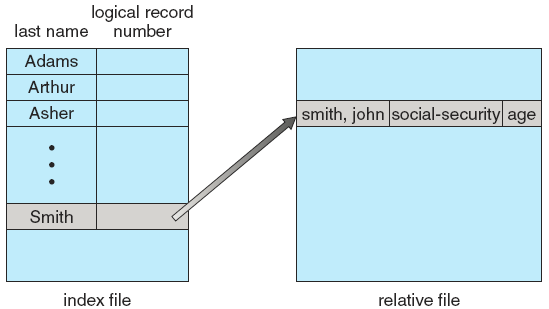 last name
logical record
number
Adams
Arthur
Asher
Smith
index file
smith, john
social-security
age
relative file